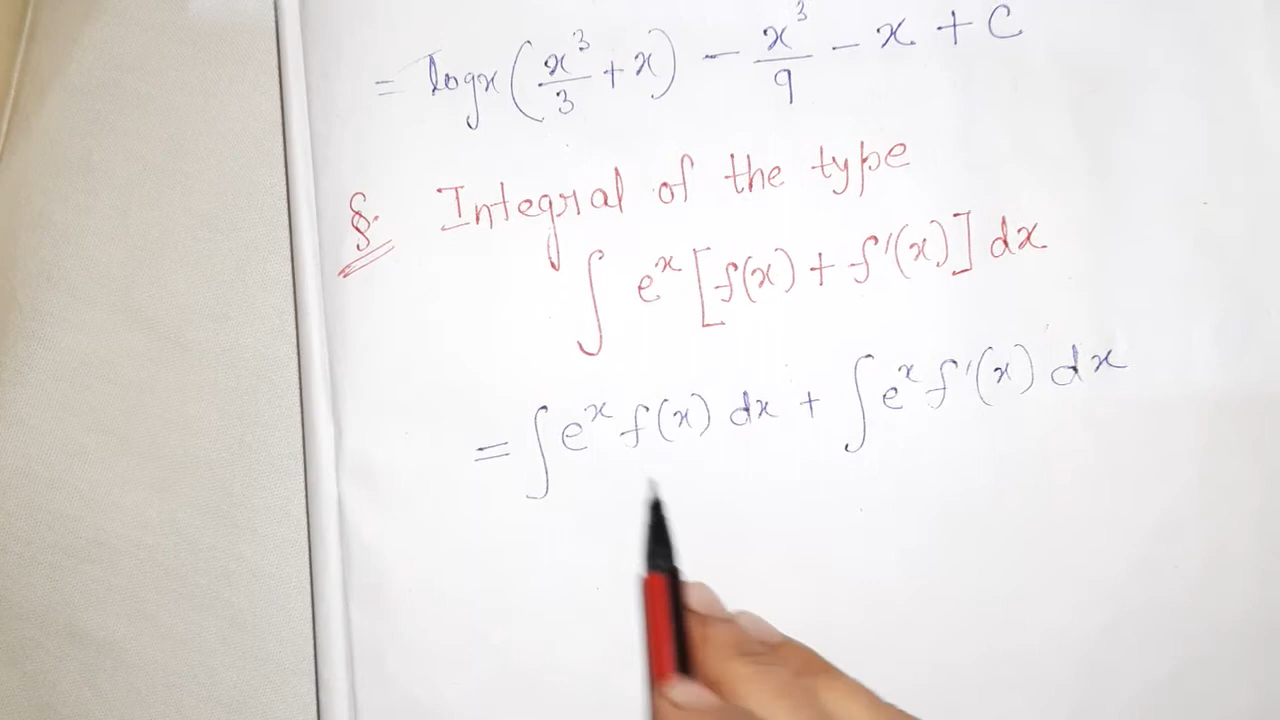 = logx (x³/3 + x) − x³/9 − x + C
§. Integral of the type
∫ eˣ [f(x) + f'(x)] dx
= ∫ eˣ f(x) dx + ∫ eˣ f'(x) dx